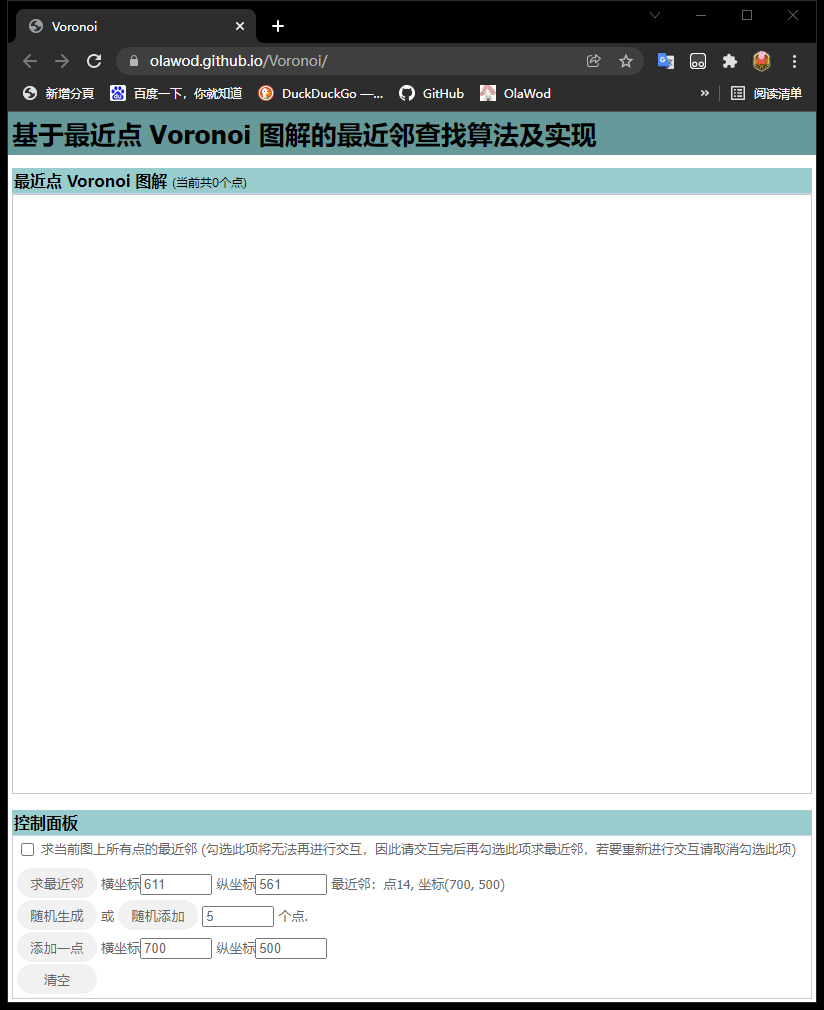 Voronoi
olawod.github.io/Voronoi/
新增分頁 百度一下，你就知道 DuckDuckGo —... GitHub OlaWod » 阅读清单
基于最近点 Voronoi 图解的最近邻查找算法及实现
最近点 Voronoi 图解 (当前共0个点)
控制面板
求当前图上所有点的最近邻 (勾选此项将无法再进行交互，因此请交互完后再勾选此项求最近邻，若要重新进行交互请取消勾选此项)
求最近邻 横坐标 611 纵坐标 561 最近邻：点14, 坐标(700, 500)
随机生成 或 随机添加 5 个点.
添加一点 横坐标 700 纵坐标 500
清空